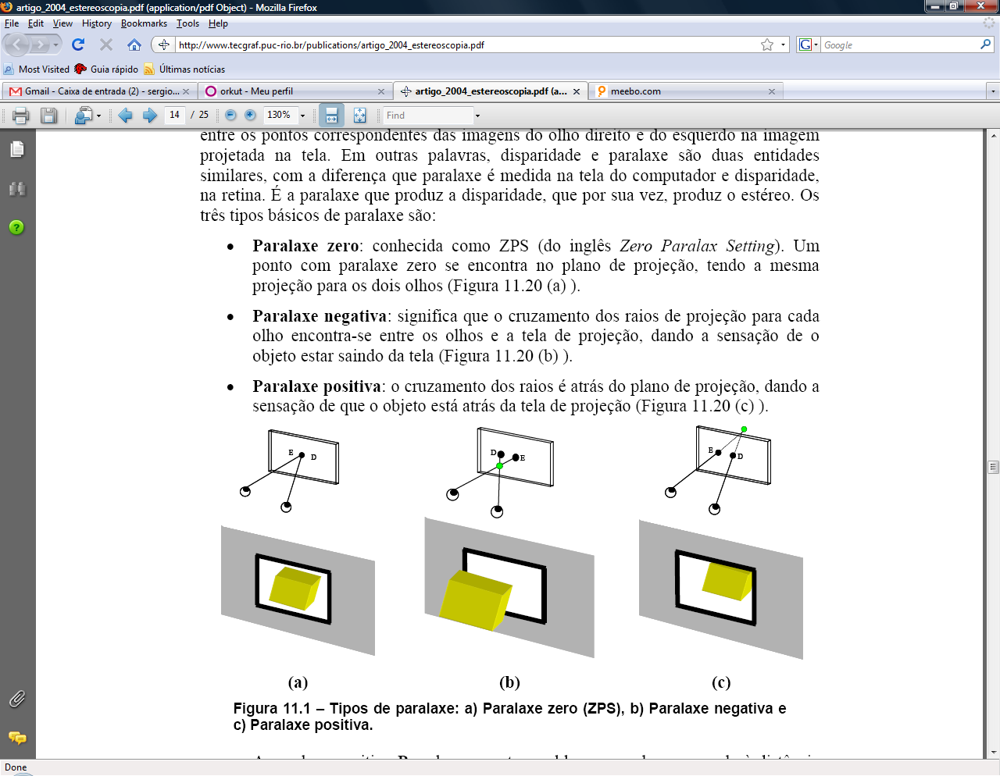 artigo_2004_estereoscopia.pdf (application/pdf Object) - Mozilla Firefox
File Edit View History Bookmarks Tools Help
http://www.tecgraf.puc-rio.br/publications/artigo_2004_estereoscopia.pdf
G Google
Most Visited Guia rápido Últimas notícias
Gmail - Caixa de entrada (2) - sergio... orkut - Meu perfil artigo_2004_estereoscopia.pdf (a... meebo.com
14 / 25 130% Find
entre os pontos correspondentes das imagens do olho direito e do esquerdo na imagem
projetada na tela. Em outras palavras, disparidade e paralaxe são duas entidades
similares, com a diferença que paralaxe é medida na tela do computador e disparidade,
na retina. É a paralaxe que produz a disparidade, que por sua vez, produz o estéreo. Os
três tipos básicos de paralaxe são:
• Paralaxe zero: conhecida como ZPS (do inglês Zero Paralax Setting). Um
ponto com paralaxe zero se encontra no plano de projeção, tendo a mesma
projeção para os dois olhos (Figura 11.20 (a) ).
• Paralaxe negativa: significa que o cruzamento dos raios de projeção para cada
olho encontra-se entre os olhos e a tela de projeção, dando a sensação de o
objeto estar saindo da tela (Figura 11.20 (b) ).
• Paralaxe positiva: o cruzamento dos raios é atrás do plano de projeção, dando a
sensação de que o objeto está atrás da tela de projeção (Figura 11.20 (c) ).
E D
D E
E D
(a) (b) (c)
Figura 11.1 – Tipos de paralaxe: a) Paralaxe zero (ZPS), b) Paralaxe negativa e
c) Paralaxe positiva.
Done